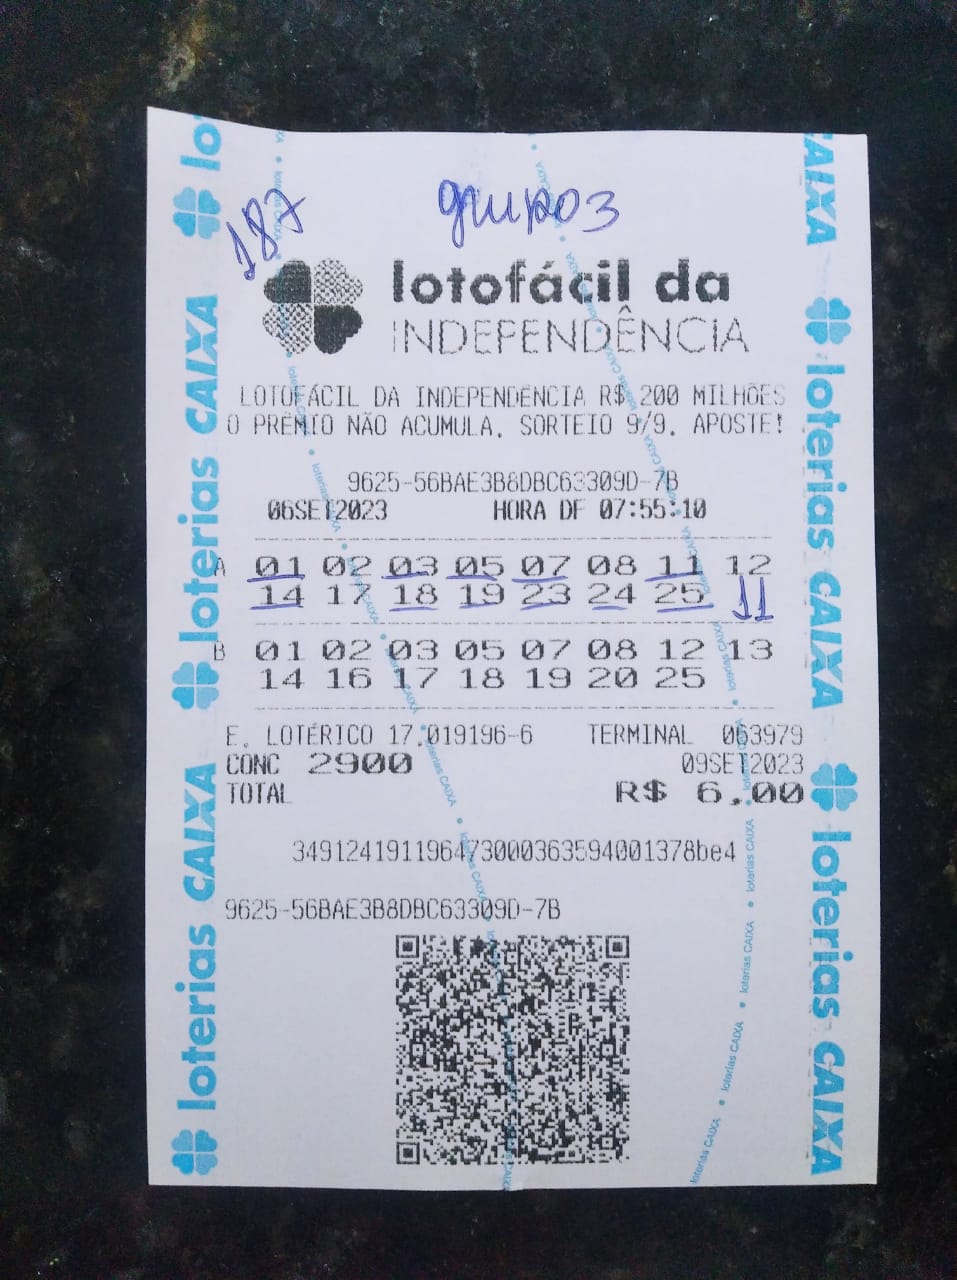 187
grupo3
lotofácil da
INDEPENDÊNCIA
LOTOFÁCIL DA INDEPENDÊNCIA R$ 200 MILHÕES
O PRÊMIO NÃO ACUMULA. SORTEIO 9/9. APOSTE!
9625-56BAE3B8DBC63309D-7B
06SET2023 HORA DF 07:55:10
A 01 02 03 05 07 08 11 12
14 17 18 19 23 24 25 11
B 01 02 03 05 07 08 12 13
14 16 17 18 19 20 25
E. LOTÉRICO 17.019196-6 TERMINAL 063979
CONC 2900 09SET2023
TOTAL R$ 6,00
349124191196473000363594001378be4
9625-56BAE3B8DBC63309D-7B
loterias CAIXA
loterias CAIXA
loterias CAIXA
loterias CAIXA